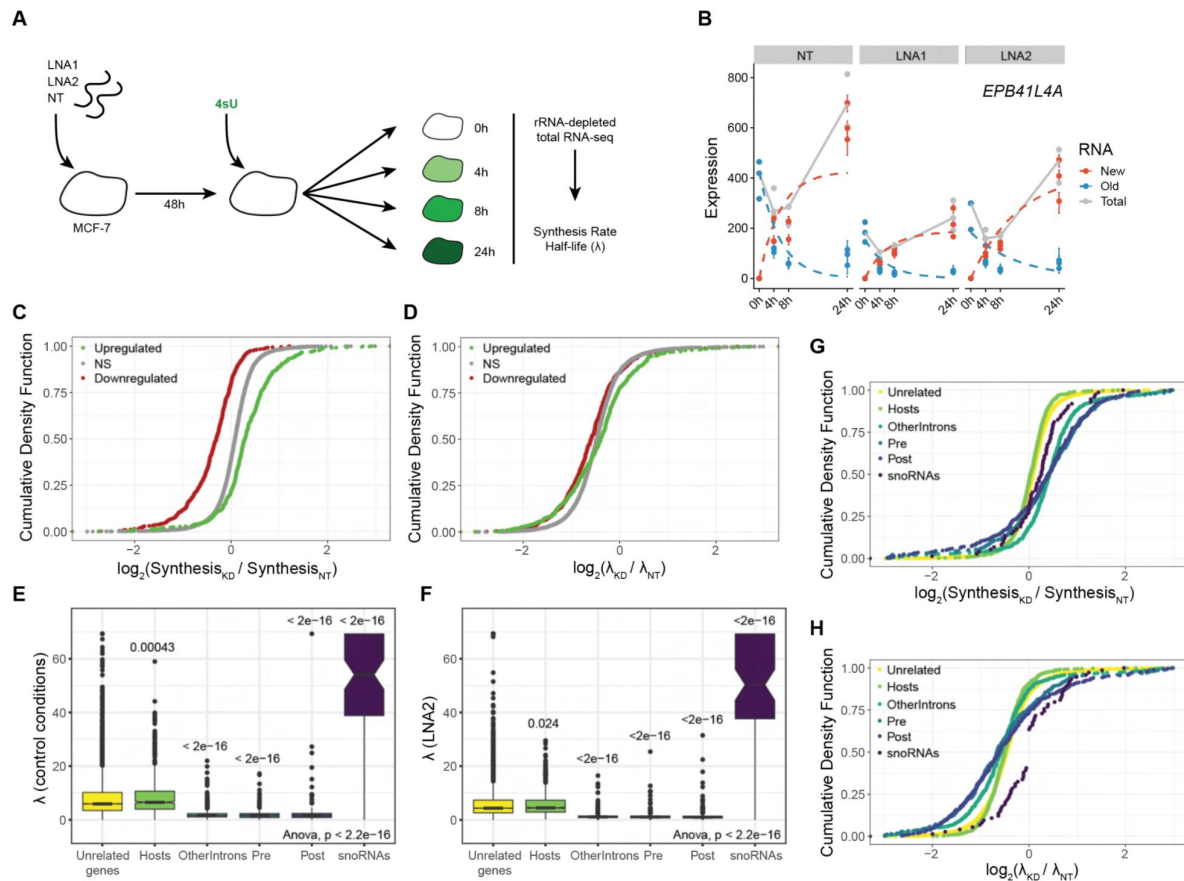 A
LNA1
LNA2
NT
4sU
MCF-7
48h
0h
4h
8h
24h
rRNA-depleted
total RNA-seq
Synthesis Rate
Half-life (λ)
B
NT
LNA1
LNA2
EPB41L4A
Expression
800
600
400
200
0
0h
4h
8h
24h
0h
4h
8h
24h
0h
4h
8h
24h
RNA
New
Old
Total
C
Cumulative Density Function
1.00
0.75
0.50
0.25
0.00
Upregulated
NS
Downregulated
−2
0
2
log2(SynthesisKD / SynthesisNT)
D
Cumulative Density Function
1.00
0.75
0.50
0.25
0.00
Upregulated
NS
Downregulated
−2
0
2
log2(λKD / λNT)
E
λ (control conditions)
60
40
20
0
0.00043
<2e−16
< 2e−16
< 2e−16
< 2e−16
Anova, p < 2.2e−16
Unrelated
genes
Hosts
OtherIntrons
Pre
Post
snoRNAs
F
λ (LNA2)
60
40
20
0
0.024
<2e−16
<2e−16
<2e−16
<2e−16
Anova, p < 2.2e−16
Unrelated
genes
Hosts
OtherIntrons
Pre
Post
snoRNAs
G
Cumulative Density Function
1.00
0.75
0.50
0.25
0.00
Unrelated
Hosts
OtherIntrons
Pre
Post
snoRNAs
−2
0
2
log2(SynthesisKD / SynthesisNT)
H
Cumulative Density Function
1.00
0.75
0.50
0.25
0.00
Unrelated
Hosts
OtherIntrons
Pre
Post
snoRNAs
−2
0
2
log2(λKD / λNT)